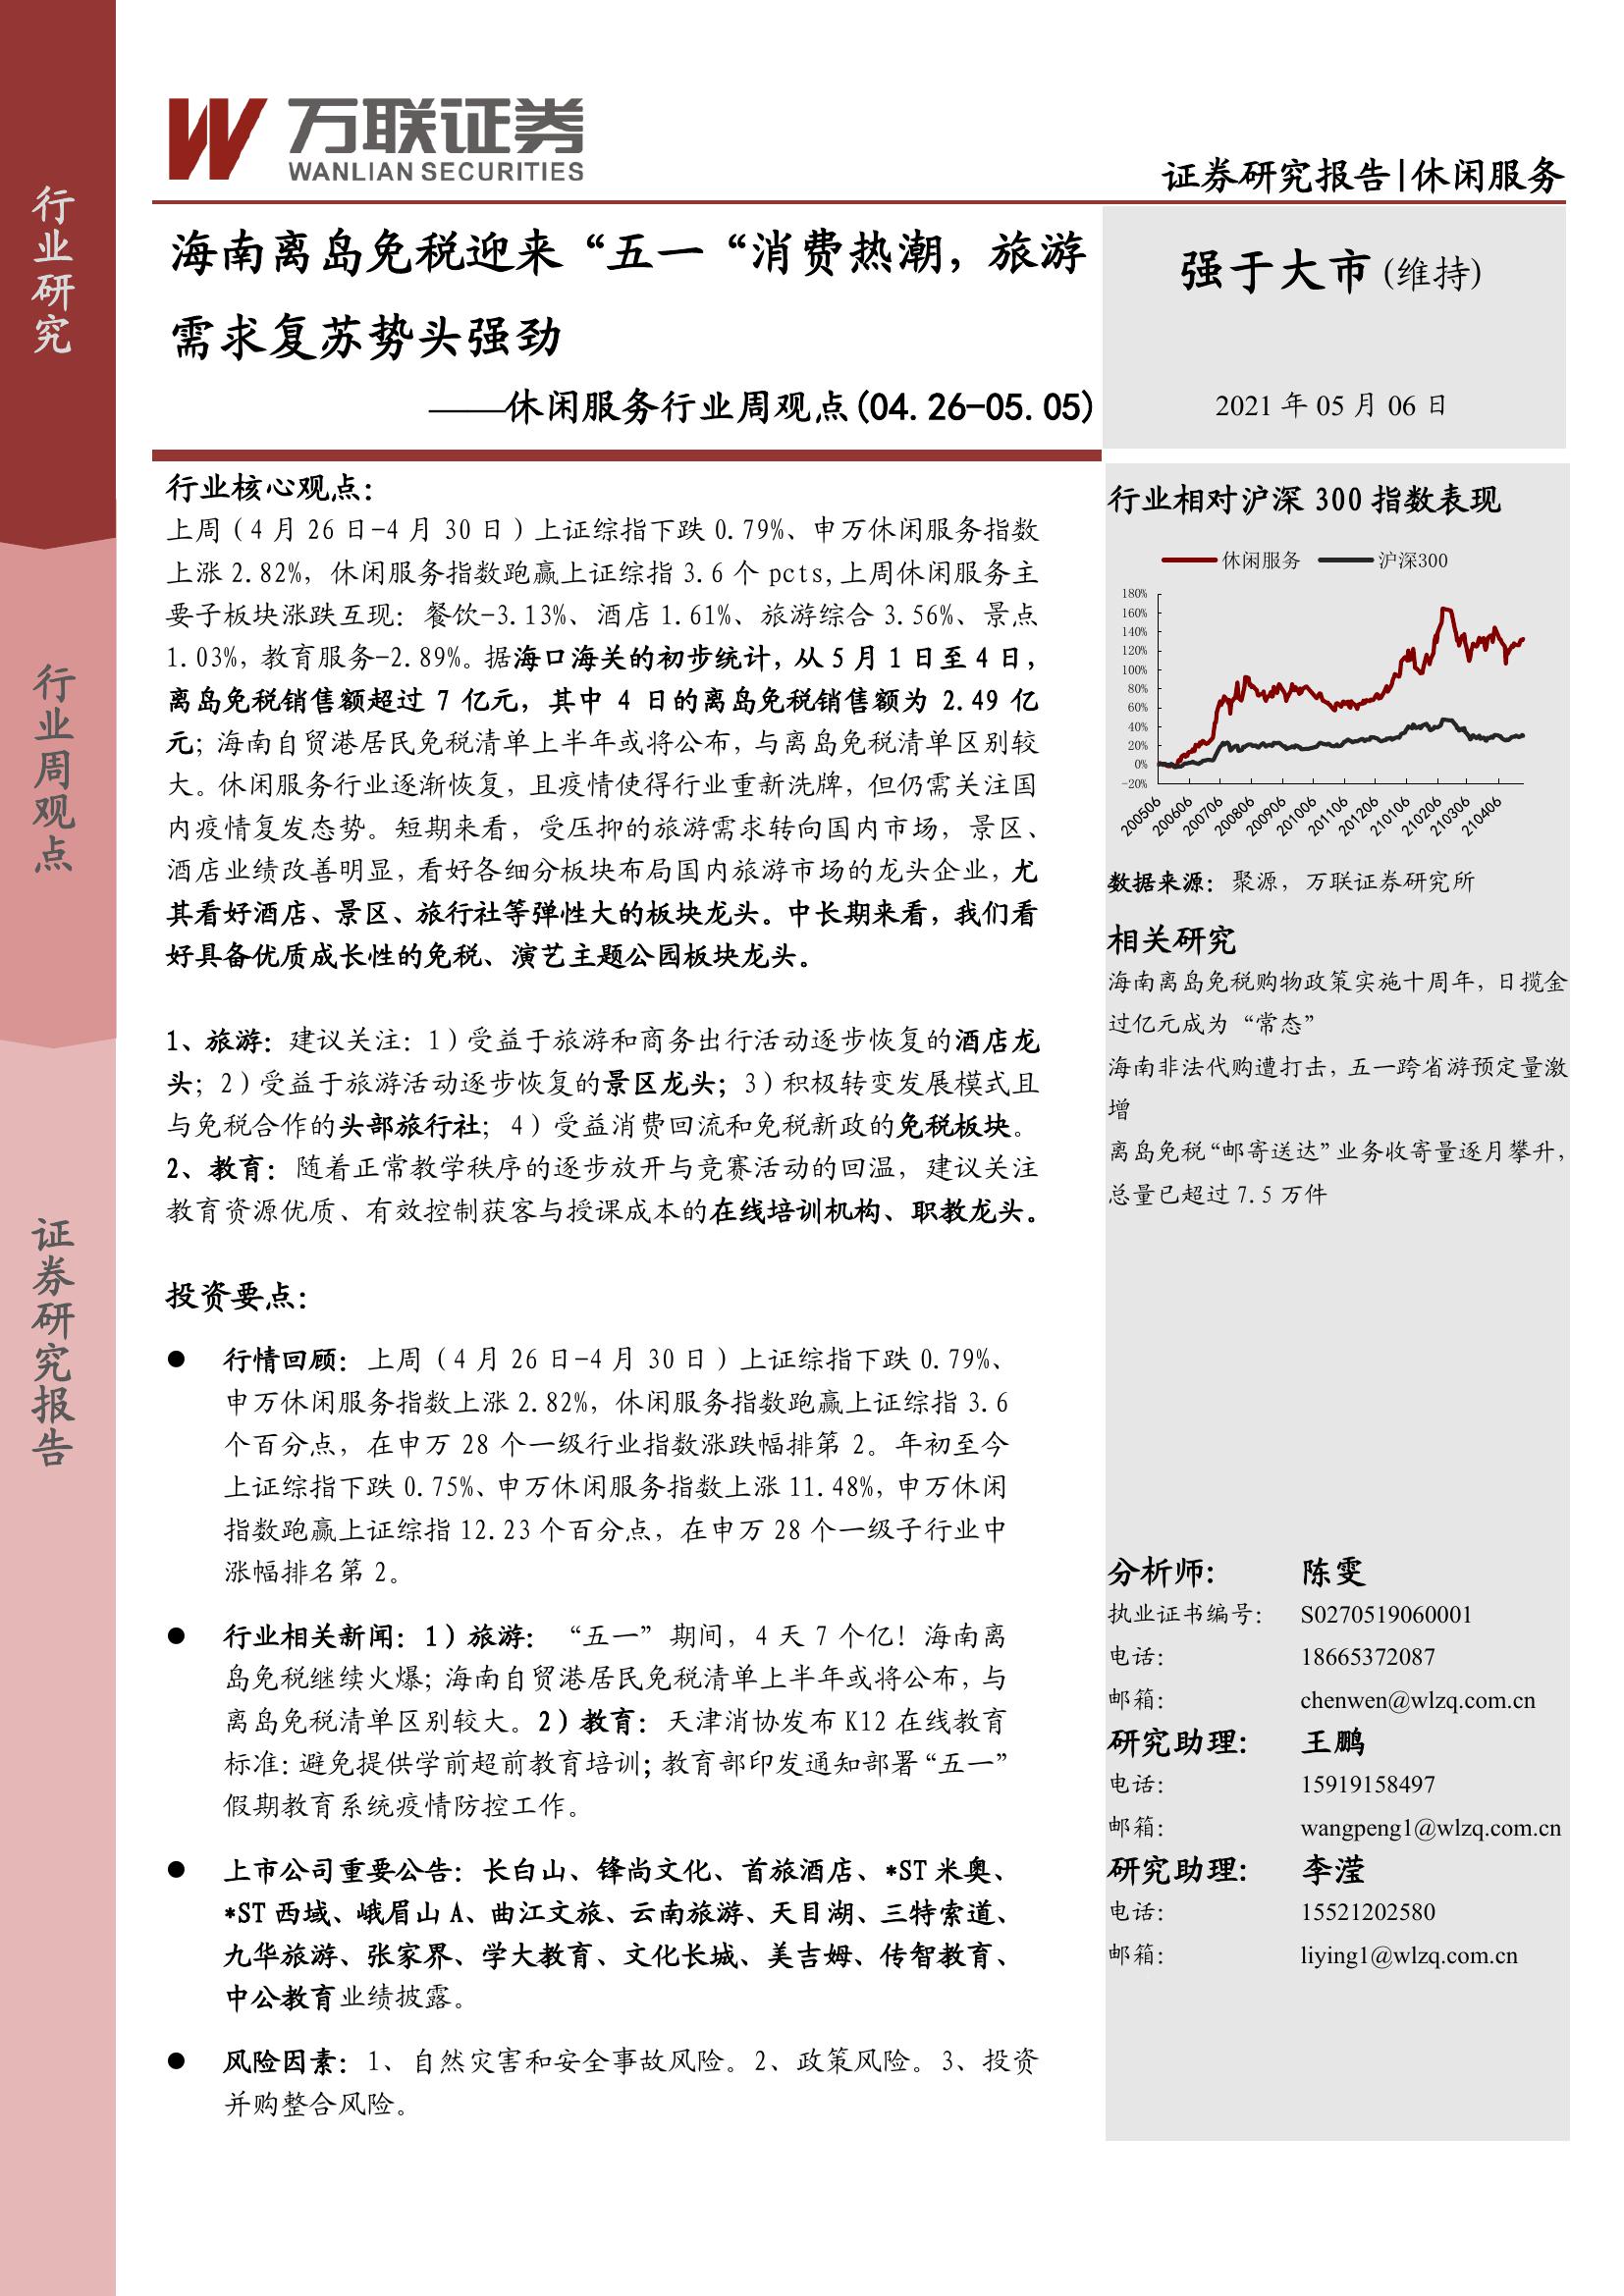 行业研究
行业周观点
证券研究报告
万联证券
WANLIAN SECURITIES
证券研究报告|休闲服务
海南离岛免税迎来“五一“消费热潮，旅游
需求复苏势头强劲
——休闲服务行业周观点(04.26-05.05)
强于大市(维持)
2021 年 05 月 06 日
行业核心观点：
上周（4 月 26 日-4 月 30 日）上证综指下跌 0.79%、申万休闲服务指数
上涨 2.82%，休闲服务指数跑赢上证综指 3.6 个 pcts,上周休闲服务主
要子板块涨跌互现：餐饮-3.13%、酒店 1.61%、旅游综合 3.56%、景点
1.03%，教育服务-2.89%。据海口海关的初步统计，从 5 月 1 日至 4 日，
离岛免税销售额超过 7 亿元，其中 4 日的离岛免税销售额为 2.49 亿
元；海南自贸港居民免税清单上半年或将公布，与离岛免税清单区别较
大。休闲服务行业逐渐恢复，且疫情使得行业重新洗牌，但仍需关注国
内疫情复发态势。短期来看，受压抑的旅游需求转向国内市场，景区、
酒店业绩改善明显，看好各细分板块布局国内旅游市场的龙头企业，尤
其看好酒店、景区、旅行社等弹性大的板块龙头。中长期来看，我们看
好具备优质成长性的免税、演艺主题公园板块龙头。
1、旅游：建议关注：1）受益于旅游和商务出行活动逐步恢复的酒店龙
头；2）受益于旅游活动逐步恢复的景区龙头；3）积极转变发展模式且
与免税合作的头部旅行社；4）受益消费回流和免税新政的免税板块。
2、教育：随着正常教学秩序的逐步放开与竞赛活动的回温，建议关注
教育资源优质、有效控制获客与授课成本的在线培训机构、职教龙头。
投资要点：
● 行情回顾：上周（4 月 26 日-4 月 30 日）上证综指下跌 0.79%、
申万休闲服务指数上涨 2.82%，休闲服务指数跑赢上证综指 3.6
个百分点，在申万 28 个一级行业指数涨跌幅排第 2。年初至今
上证综指下跌 0.75%、申万休闲服务指数上涨 11.48%，申万休闲
指数跑赢上证综指 12.23 个百分点，在申万 28 个一级子行业中
涨幅排名第 2。
● 行业相关新闻：1）旅游：“五一”期间，4 天 7 个亿！海南离
岛免税继续火爆；海南自贸港居民免税清单上半年或将公布，与
离岛免税清单区别较大。2）教育：天津消协发布 K12 在线教育
标准：避免提供学前超前教育培训；教育部印发通知部署“五一”
假期教育系统疫情防控工作。
● 上市公司重要公告：长白山、锋尚文化、首旅酒店、*ST 米奥、
*ST 西域、峨眉山 A、曲江文旅、云南旅游、天目湖、三特索道、
九华旅游、张家界、学大教育、文化长城、美吉姆、传智教育、
中公教育业绩披露。
● 风险因素：1、自然灾害和安全事故风险。2、政策风险。3、投资
并购整合风险。
行业相对沪深 300 指数表现
休闲服务 沪深300
180%
160%
140%
120%
100%
80%
60%
40%
20%
0%
-20%
200506 200606 200706 200806 200906 201006 201106 201206 210106 210206 210306 210406
数据来源：聚源，万联证券研究所
相关研究
海南离岛免税购物政策实施十周年，日揽金
过亿元成为“常态”
海南非法代购遭打击，五一跨省游预定量激
增
离岛免税“邮寄送达”业务收寄量逐月攀升，
总量已超过 7.5 万件
分析师： 陈雯
执业证书编号： S0270519060001
电话： 18665372087
邮箱： chenwen@wlzq.com.cn
研究助理： 王鹏
电话： 15919158497
邮箱： wangpeng1@wlzq.com.cn
研究助理： 李滢
电话： 15521202580
邮箱： liying1@wlzq.com.cn